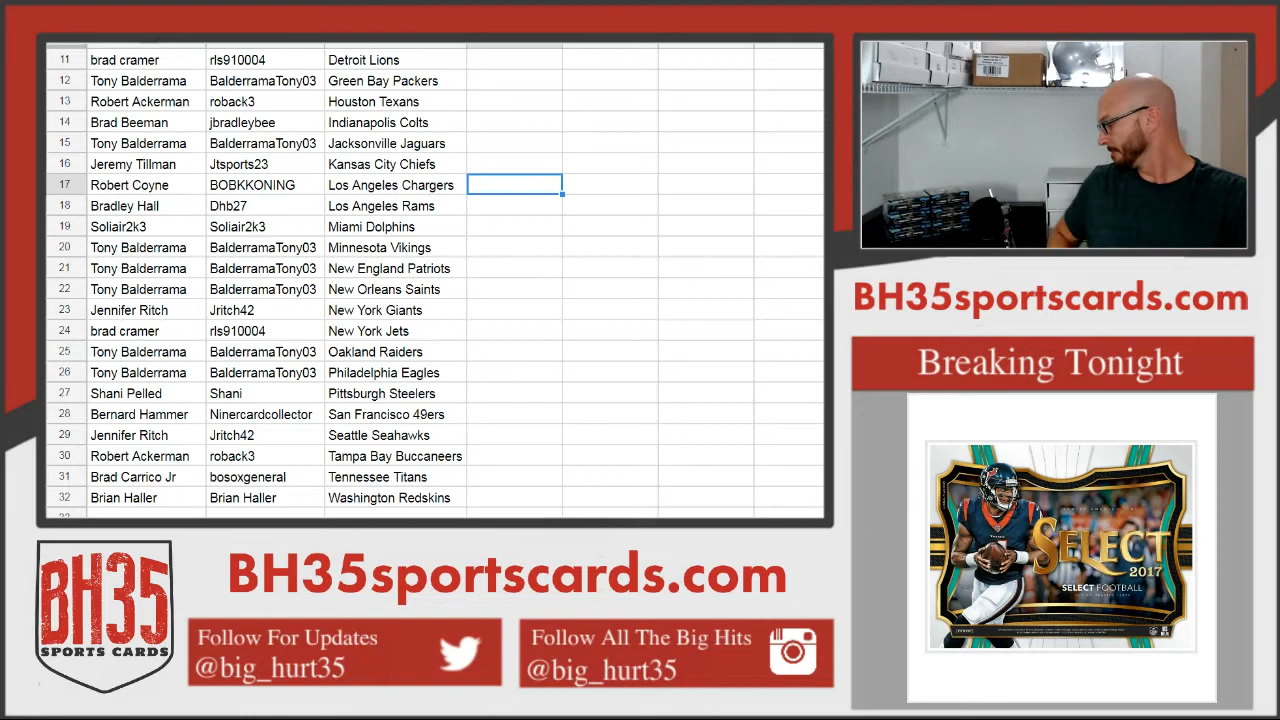 11 brad cramer rls910004 Detroit Lions
12 Tony Balderrama BalderramaTony03 Green Bay Packers
13 Robert Ackerman roback3 Houston Texans
14 Brad Beeman jbradleybee Indianapolis Colts
15 Tony Balderrama BalderramaTony03 Jacksonville Jaguars
16 Jeremy Tillman Jtsports23 Kansas City Chiefs
17 Robert Coyne BOBKKONING Los Angeles Chargers
18 Bradley Hall Dhb27 Los Angeles Rams
19 Soliair2k3 Soliair2k3 Miami Dolphins
20 Tony Balderrama BalderramaTony03 Minnesota Vikings
21 Tony Balderrama BalderramaTony03 New England Patriots
22 Tony Balderrama BalderramaTony03 New Orleans Saints
23 Jennifer Ritch Jritch42 New York Giants
24 brad cramer rls910004 New York Jets
25 Tony Balderrama BalderramaTony03 Oakland Raiders
26 Tony Balderrama BalderramaTony03 Philadelphia Eagles
27 Shani Pelled Shani Pittsburgh Steelers
28 Bernard Hammer Ninercardcollector San Francisco 49ers
29 Jennifer Ritch Jritch42 Seattle Seahawks
30 Robert Ackerman roback3 Tampa Bay Buccaneers
31 Brad Carrico Jr bosoxgeneral Tennessee Titans
32 Brian Haller Brian Haller Washington Redskins
BH35sportscards.com
Breaking Tonight
SELECT
2017
SELECT FOOTBALL
BH35
SPORTS CARDS
BH35sportscards.com
Follow For Updates
@big_hurt35
Follow All The Big Hits
@big_hurt35